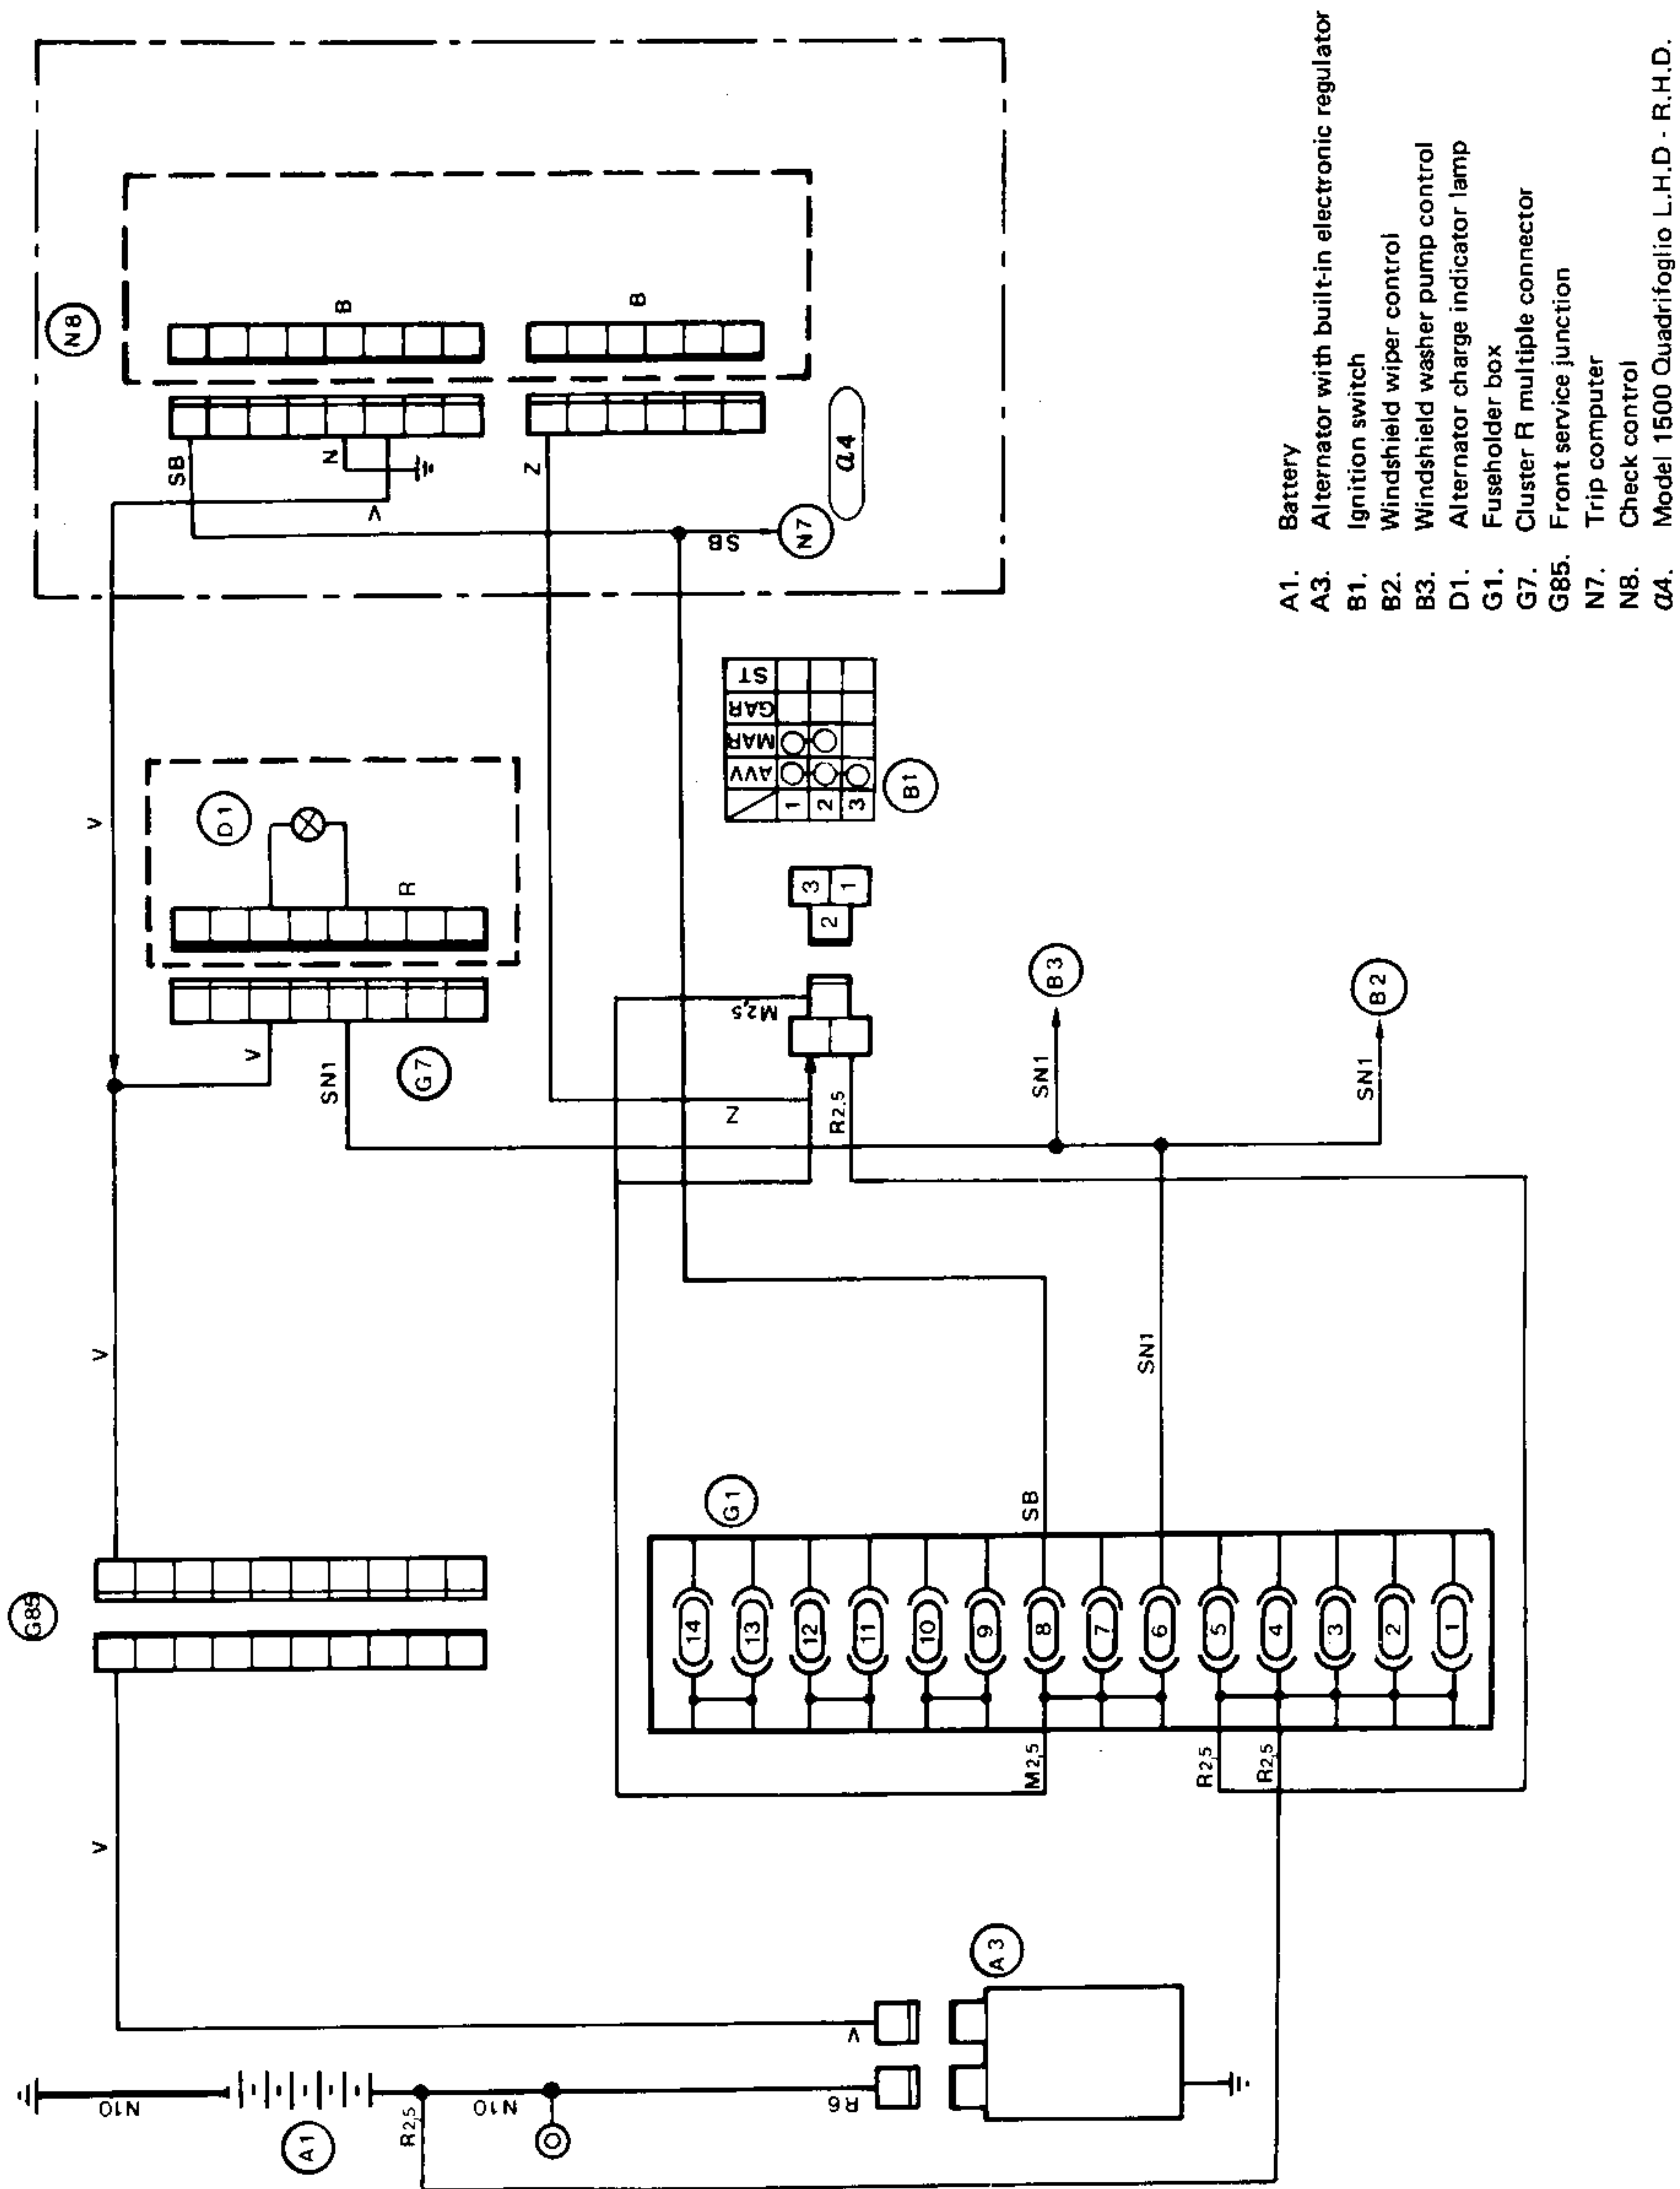 N8
B
B
SB
N
V
Z
a4
SB
N7
V
D1
R
V
SN1
G7
ST
GAR
MAR
AVV
1
2
3
B1
3
1
2
M2,5
Z
R2,5
B3
SN1
B2
SN1
V
SN1
G85
G1
SB
14
13
12
11
10
9
8
7
6
5
4
3
2
1
M2,5
R2,5
R2,5
V
A3
V
R6
N10
A1
R2,5
N10
A1. Battery
A3. Alternator with built-in electronic regulator
B1. Ignition switch
B2. Windshield wiper control
B3. Windshield washer pump control
D1. Alternator charge indicator lamp
G1. Fuseholder box
G7. Cluster R multiple connector
G85. Front service junction
N7. Trip computer
N8. Check control
a4. Model 1500 Quadrifoglio L.H.D - R.H.D.